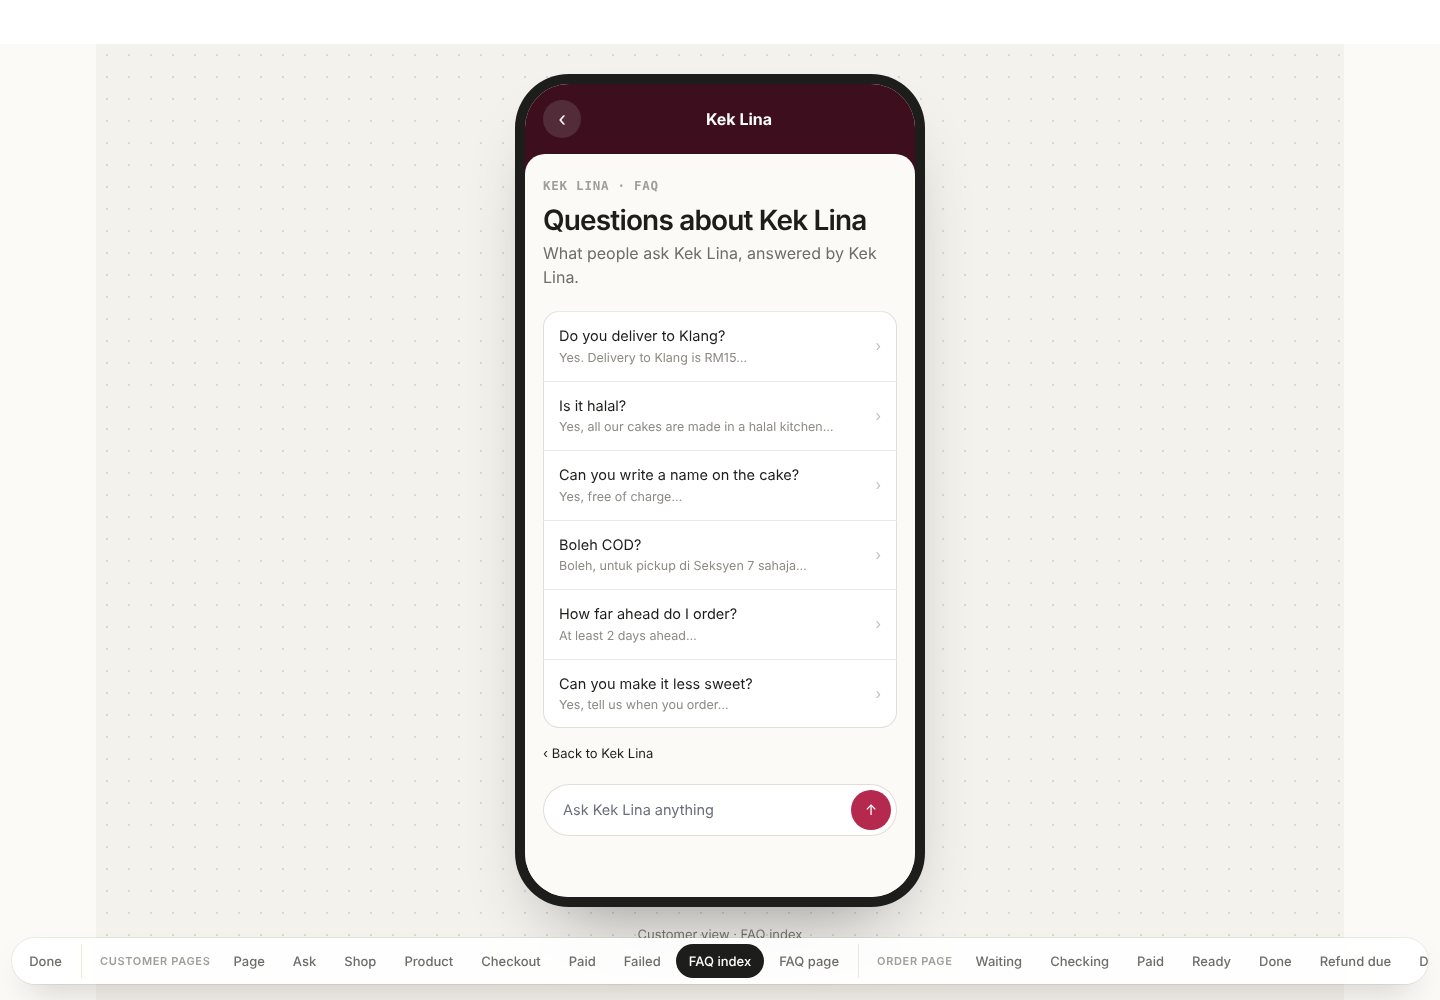 Kek Lina
KEK LINA · FAQ
Questions about Kek Lina
What people ask Kek Lina, answered by Kek
Lina.
Do you deliver to Klang?
Yes. Delivery to Klang is RM15...
Is it halal?
Yes, all our cakes are made in a halal kitchen...
Can you write a name on the cake?
Yes, free of charge...
Boleh COD?
Boleh, untuk pickup di Seksyen 7 sahaja...
How far ahead do I order?
At least 2 days ahead...
Can you make it less sweet?
Yes, tell us when you order...
‹ Back to Kek Lina
Ask Kek Lina anything
Customer view · FAQ index
Done CUSTOMER PAGES Page Ask Shop Product Checkout Paid Failed FAQ index FAQ page ORDER PAGE Waiting Checking Paid Ready Done Refund due